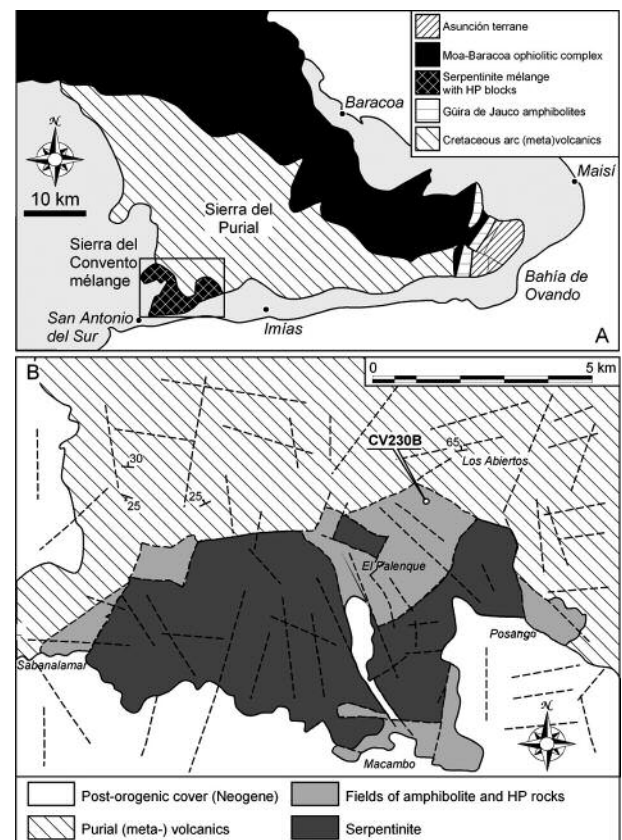 Asunción terrane
Moa-Baracoa ophiolitic complex
Serpentinite mélange
with HP blocks
Güira de Jauco amphibolites
Cretaceous arc (meta)volcanics
N
10 km
Baracoa
Maisí
Sierra del
Purial
Sierra del
Convento
mélange
Bahía de
Ovando
San Antonio
del Sur
Imías
A
B
0 5 km
CV230B
65
Los Abiertos
30
25
25
El Palenque
Posango
Sabanalamar
N
Macambo
Post-orogenic cover (Neogene)
Fields of amphibolite and HP rocks
Purial (meta-) volcanics
Serpentinite